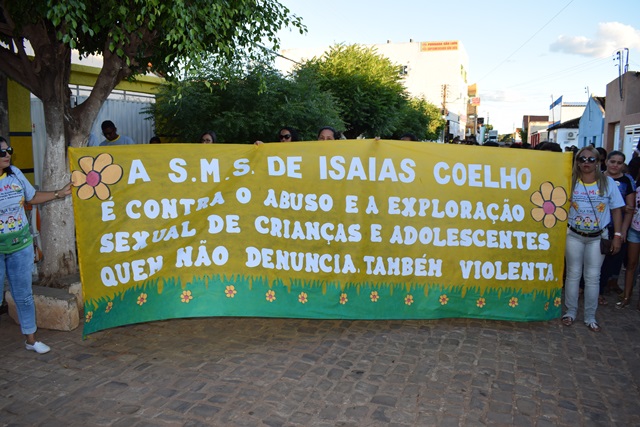 A S.M.S. DE ISAIAS COELHO
É CONTRA O ABUSO E A EXPLORAÇÃO
SEXUAL DE CRIANÇAS E ADOLESCENTES
QUEM NÃO DENUNCIA, TAMBÉM VIOLENTA.